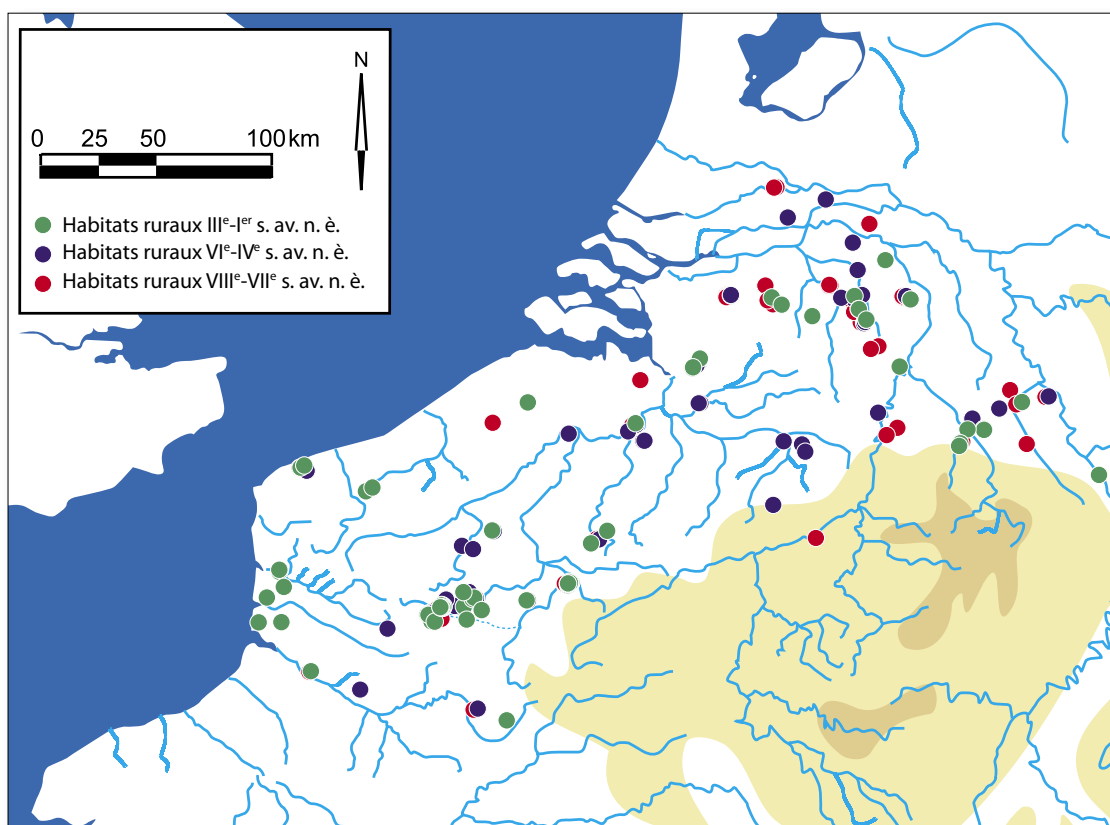 N
0 25 50 100 km
Habitats ruraux IIIᵉ-Iᵉʳ s. av. n. è.
Habitats ruraux VIᵉ-IVᵉ s. av. n. è.
Habitats ruraux VIIIᵉ-VIIᵉ s. av. n. è.